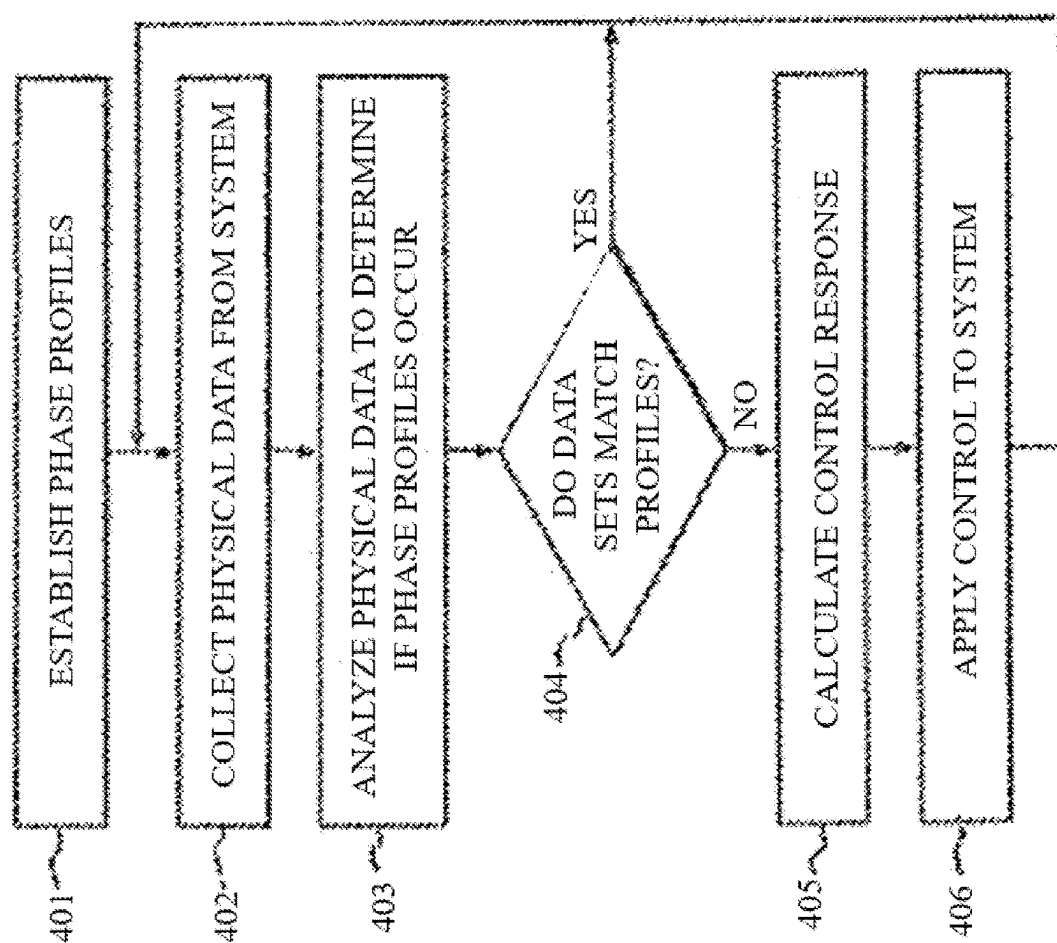 401
ESTABLISH PHASE PROFILES
402
COLLECT PHYSICAL DATA FROM SYSTEM
403
ANALYZE PHYSICAL DATA TO DETERMINE
IF PHASE PROFILES OCCUR
404
DO DATA
SETS MATCH
PROFILES?
YES
NO
405
CALCULATE CONTROL RESPONSE
406
APPLY CONTROL TO SYSTEM